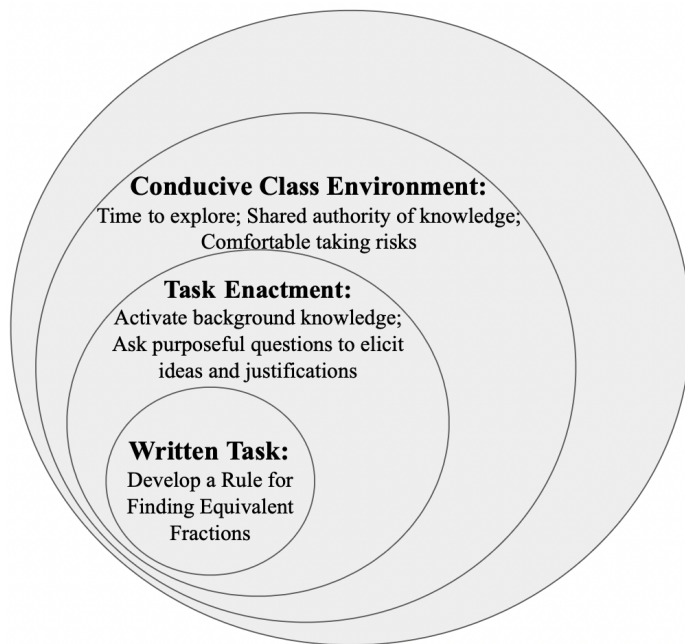 Conducive Class Environment:
Time to explore; Shared authority of knowledge;
Comfortable taking risks
Task Enactment:
Activate background knowledge;
Ask purposeful questions to elicit
ideas and justifications
Written Task:
Develop a Rule for
Finding Equivalent
Fractions